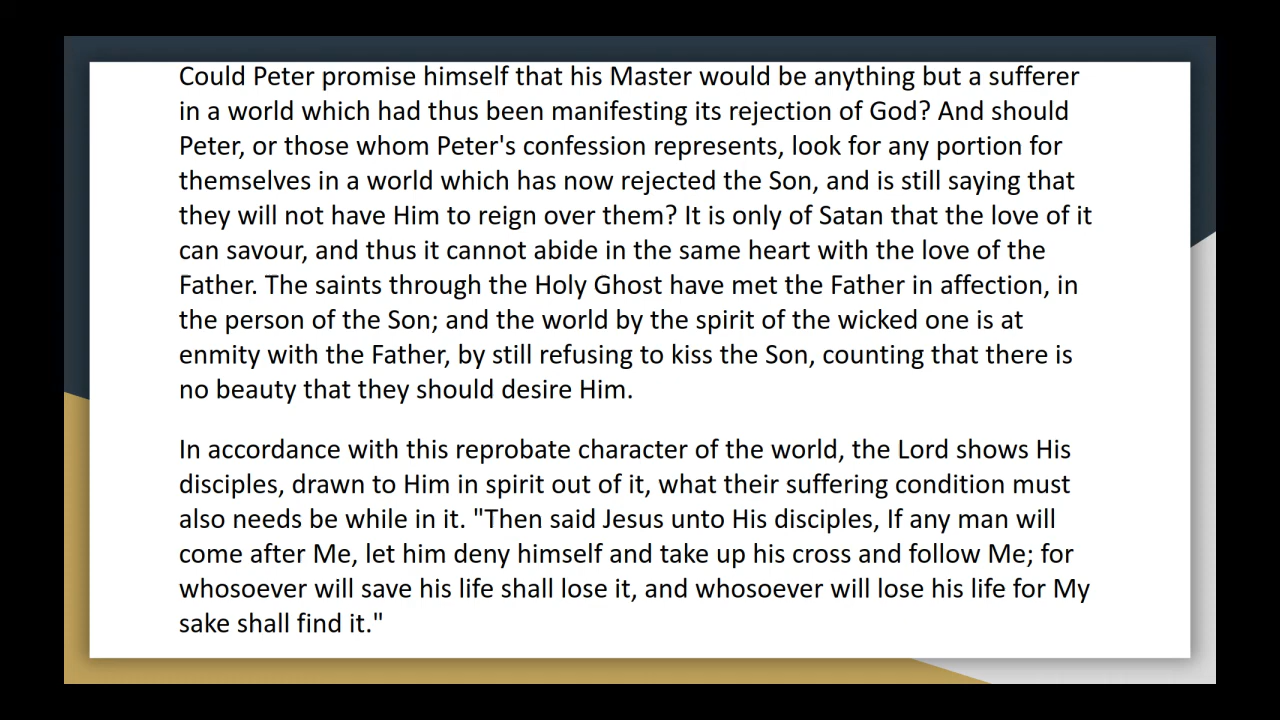 Could Peter promise himself that his Master would be anything but a sufferer
in a world which had thus been manifesting its rejection of God? And should
Peter, or those whom Peter's confession represents, look for any portion for
themselves in a world which has now rejected the Son, and is still saying that
they will not have Him to reign over them? It is only of Satan that the love of it
can savour, and thus it cannot abide in the same heart with the love of the
Father. The saints through the Holy Ghost have met the Father in affection, in
the person of the Son; and the world by the spirit of the wicked one is at
enmity with the Father, by still refusing to kiss the Son, counting that there is
no beauty that they should desire Him.
In accordance with this reprobate character of the world, the Lord shows His
disciples, drawn to Him in spirit out of it, what their suffering condition must
also needs be while in it. "Then said Jesus unto His disciples, If any man will
come after Me, let him deny himself and take up his cross and follow Me; for
whosoever will save his life shall lose it, and whosoever will lose his life for My
sake shall find it."